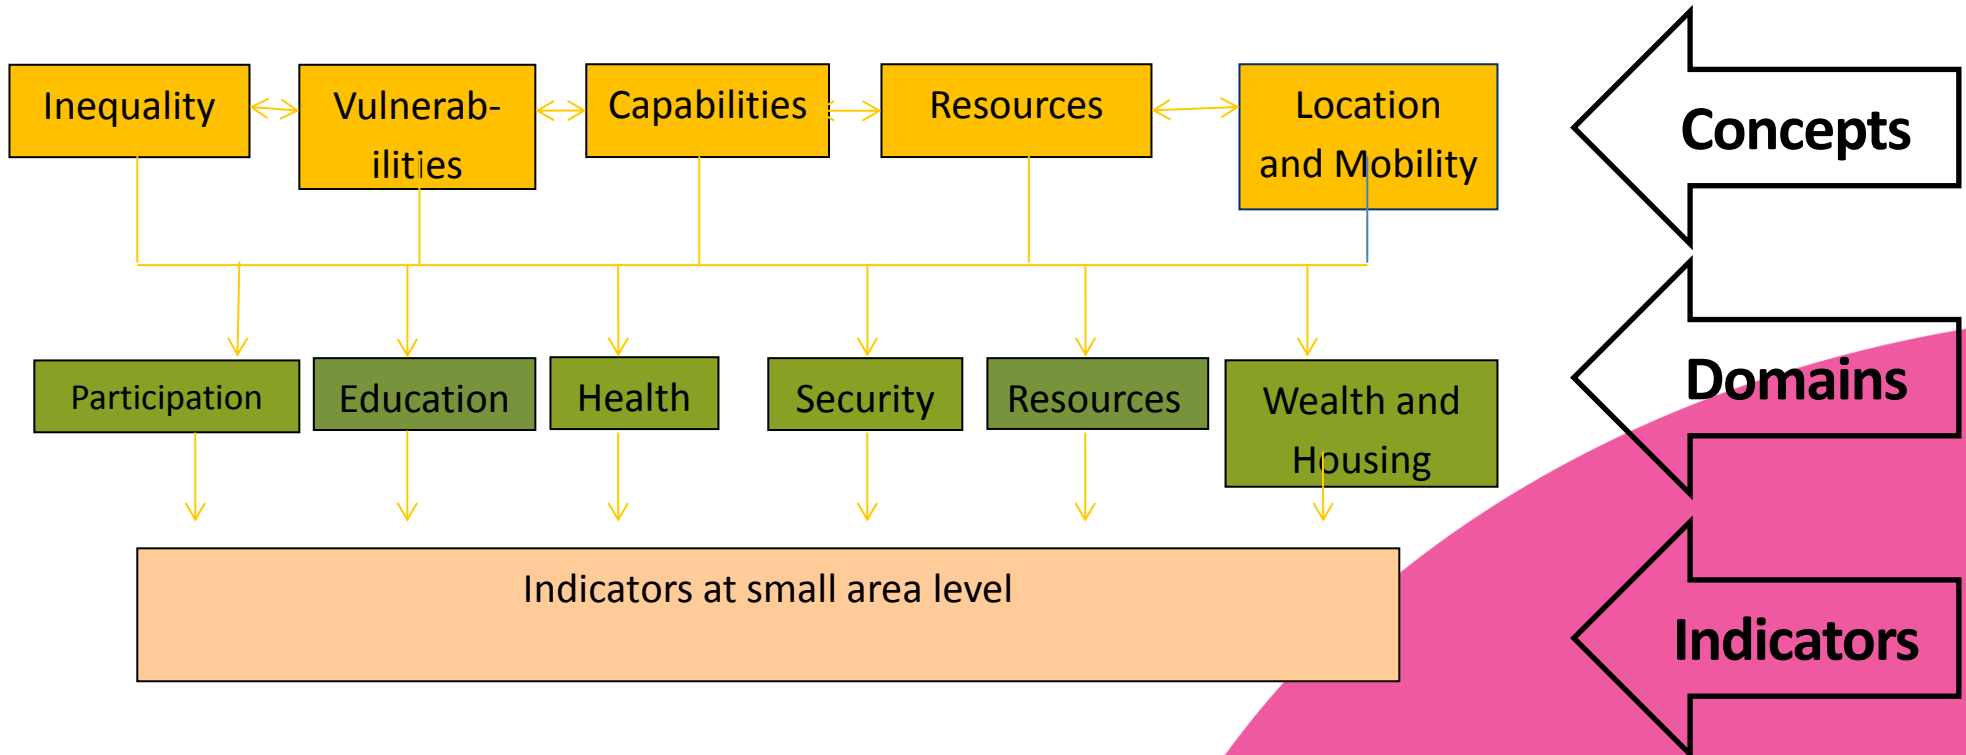 Inequality
Vulnerab-
ilities
Capabilities
Resources
Location
and Mobility
Concepts
Participation
Education
Health
Security
Resources
Wealth and
Housing
Domains
Indicators at small area level
Indicators